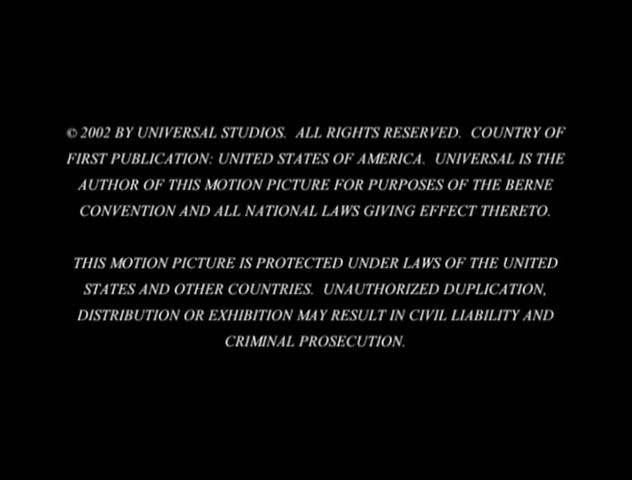 © 2002 BY UNIVERSAL STUDIOS.  ALL RIGHTS RESERVED.  COUNTRY OF
FIRST PUBLICATION: UNITED STATES OF AMERICA.  UNIVERSAL IS THE
AUTHOR OF THIS MOTION PICTURE FOR PURPOSES OF THE BERNE
CONVENTION AND ALL NATIONAL LAWS GIVING EFFECT THERETO.
THIS MOTION PICTURE IS PROTECTED UNDER LAWS OF THE UNITED
STATES AND OTHER COUNTRIES.  UNAUTHORIZED DUPLICATION,
DISTRIBUTION OR EXHIBITION MAY RESULT IN CIVIL LIABILITY AND
CRIMINAL PROSECUTION.